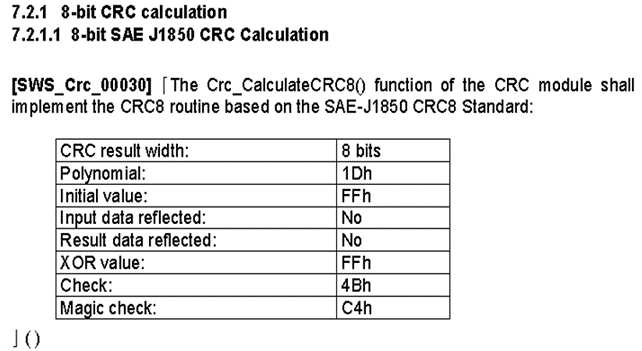 7.2.1 8-bit CRC calculation
7.2.1.1 8-bit SAE J1850 CRC Calculation
[SWS_Crc_00030] ⌈The Crc_CalculateCRC8() function of the CRC module shall
implement the CRC8 routine based on the SAE-J1850 CRC8 Standard:
CRC result width: 8 bits
Polynomial: 1Dh
Initial value: FFh
Input data reflected: No
Result data reflected: No
XOR value: FFh
Check: 4Bh
Magic check: C4h
⌋ ()